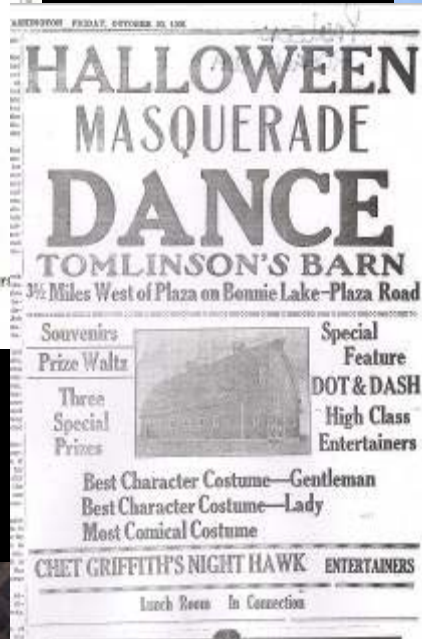 FRIDAY, OCTOBER
HALLOWEEN
MASQUERADE
DANCE
TOMLINSON'S BARN
3½ Miles West of Plaza on Bonnie Lake-Plaza Road
Souvenirs
Prize Waltz
Three
Special
Prizes
Special
Feature
DOT & DASH
High Class
Entertainers
Best Character Costume—Gentleman
Best Character Costume—Lady
Most Comical Costume
CHET GRIFFITH'S NIGHT HAWK ENTERTAINERS
Lunch Room In Connection